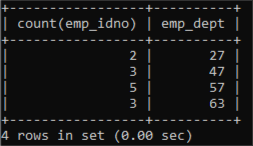 +------------------+----------+
| count(emp_idno) | emp_dept |
+------------------+----------+
| 2 | 27 |
| 3 | 47 |
| 5 | 57 |
| 3 | 63 |
+------------------+----------+
4 rows in set (0.00 sec)